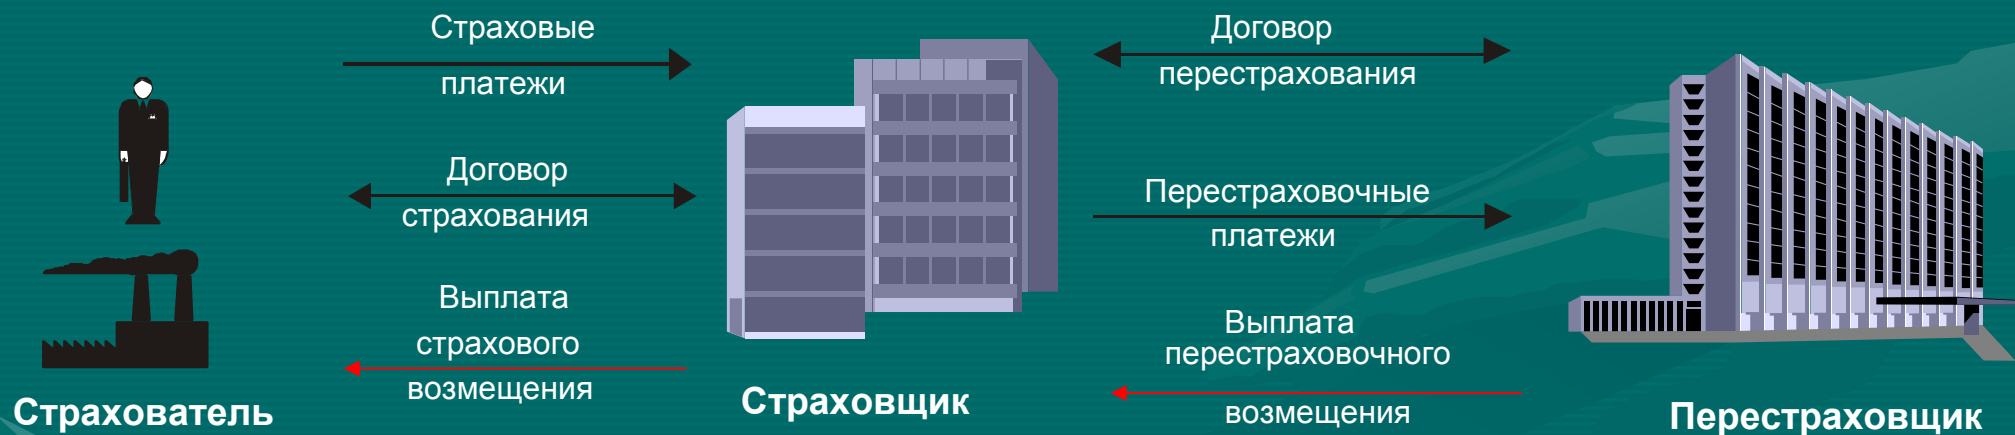 Страховые
платежи
Договор
страхования
Выплата
страхового
возмещения
Страхователь
Страховщик
Договор
перестрахования
Перестраховочные
платежи
Выплата
перестраховочного
возмещения
Перестраховщик